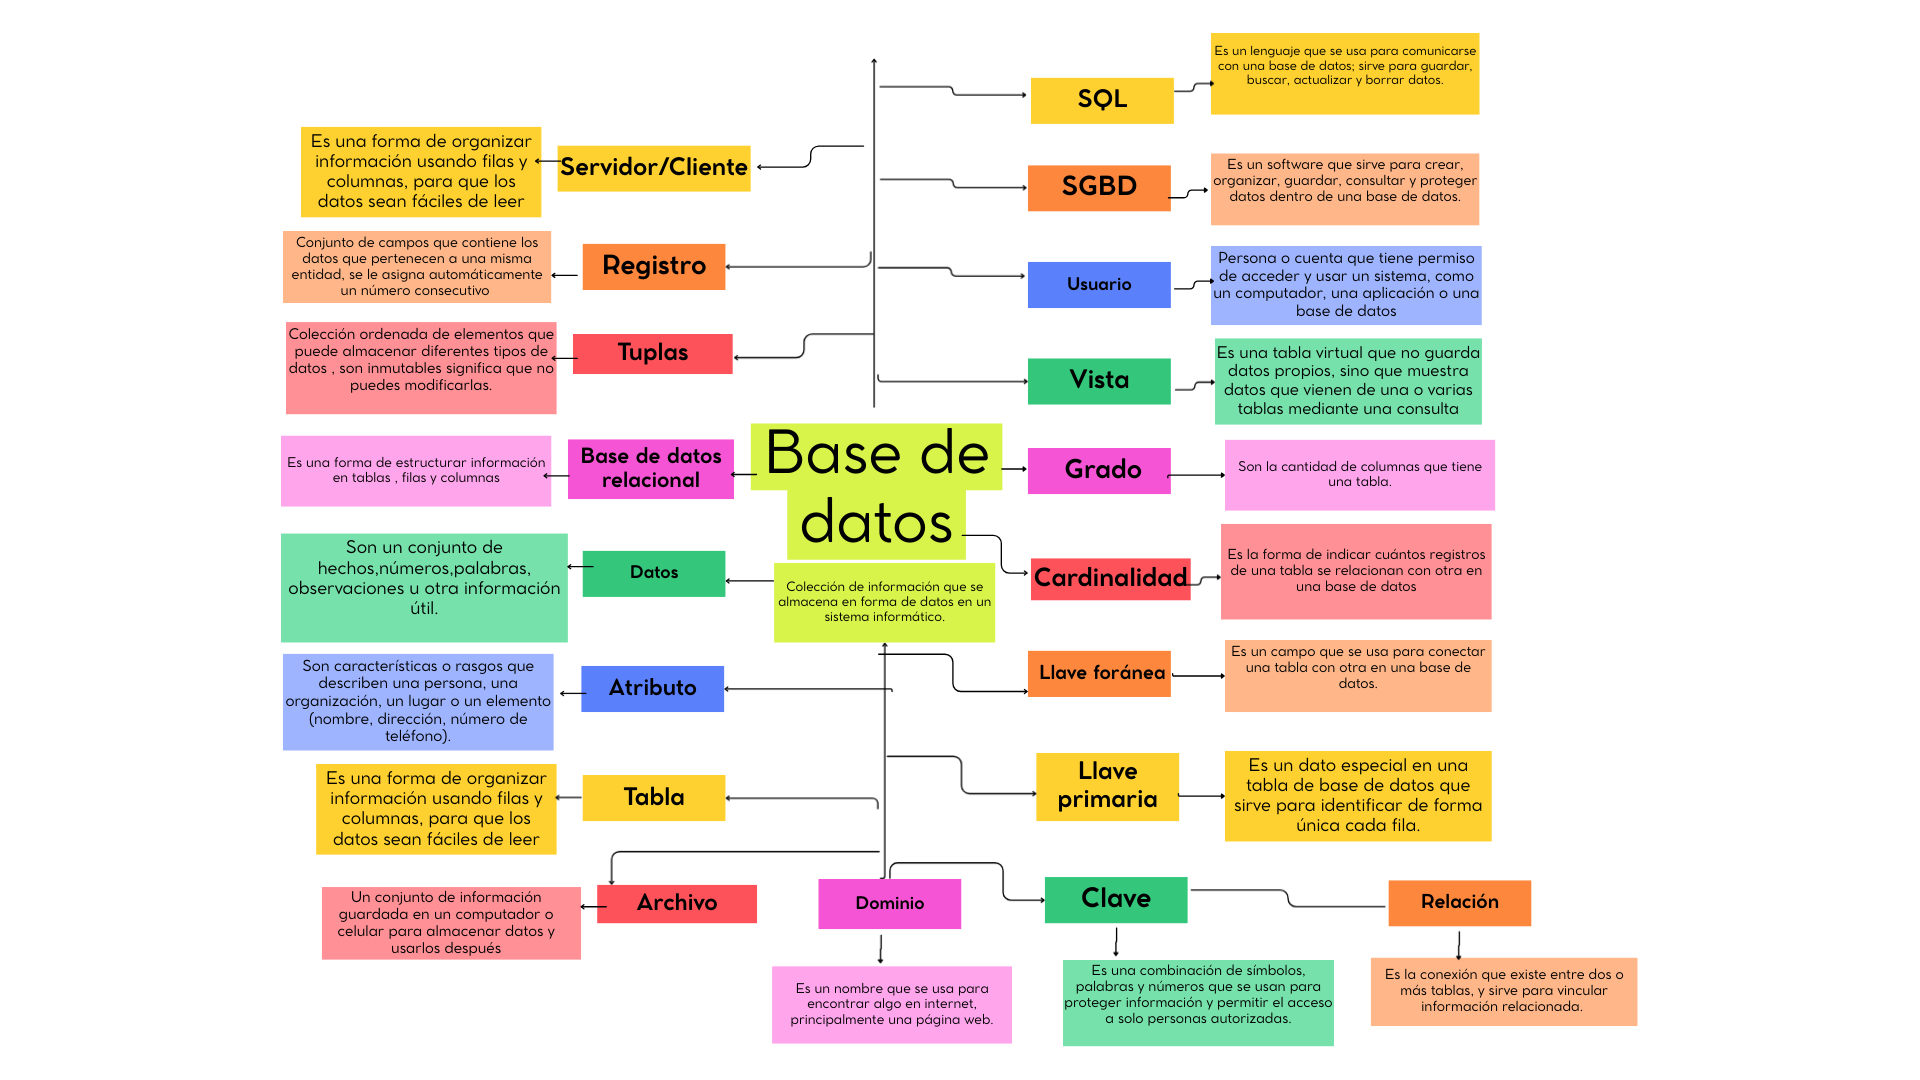 Base de
datos
Colección de información que se
almacena en forma de datos en un
sistema informático.
SQL
Es un lenguaje que se usa para comunicarse
con una base de datos; sirve para guardar,
buscar, actualizar y borrar datos.
SGBD
Es un software que sirve para crear,
organizar, guardar, consultar y proteger
datos dentro de una base de datos.
Usuario
Persona o cuenta que tiene permiso
de acceder y usar un sistema, como
un computador, una aplicación o una
base de datos
Vista
Es una tabla virtual que no guarda
datos propios, sino que muestra
datos que vienen de una o varias
tablas mediante una consulta
Grado
Son la cantidad de columnas que tiene
una tabla.
Cardinalidad
Es la forma de indicar cuántos registros
de una tabla se relacionan con otra en
una base de datos
Llave foránea
Es un campo que se usa para conectar
una tabla con otra en una base de
datos.
Llave
primaria
Es un dato especial en una
tabla de base de datos que
sirve para identificar de forma
única cada fila.
Servidor/Cliente
Es una forma de organizar
información usando filas y
columnas, para que los
datos sean fáciles de leer
Registro
Conjunto de campos que contiene los
datos que pertenecen a una misma
entidad, se le asigna automáticamente
un número consecutivo
Tuplas
Colección ordenada de elementos que
puede almacenar diferentes tipos de
datos , son inmutables significa que no
puedes modificarlas.
Base de datos
relacional
Es una forma de estructurar información
en tablas , filas y columnas
Datos
Son un conjunto de
hechos,números,palabras,
observaciones u otra información
útil.
Atributo
Son características o rasgos que
describen una persona, una
organización, un lugar o un elemento
(nombre, dirección, número de
teléfono).
Tabla
Es una forma de organizar
información usando filas y
columnas, para que los
datos sean fáciles de leer
Archivo
Un conjunto de información
guardada en un computador o
celular para almacenar datos y
usarlos después
Dominio
Es un nombre que se usa para
encontrar algo en internet,
principalmente una página web.
Clave
Es una combinación de símbolos,
palabras y números que se usan para
proteger información y permitir el acceso
a solo personas autorizadas.
Relación
Es la conexión que existe entre dos o
más tablas, y sirve para vincular
información relacionada.